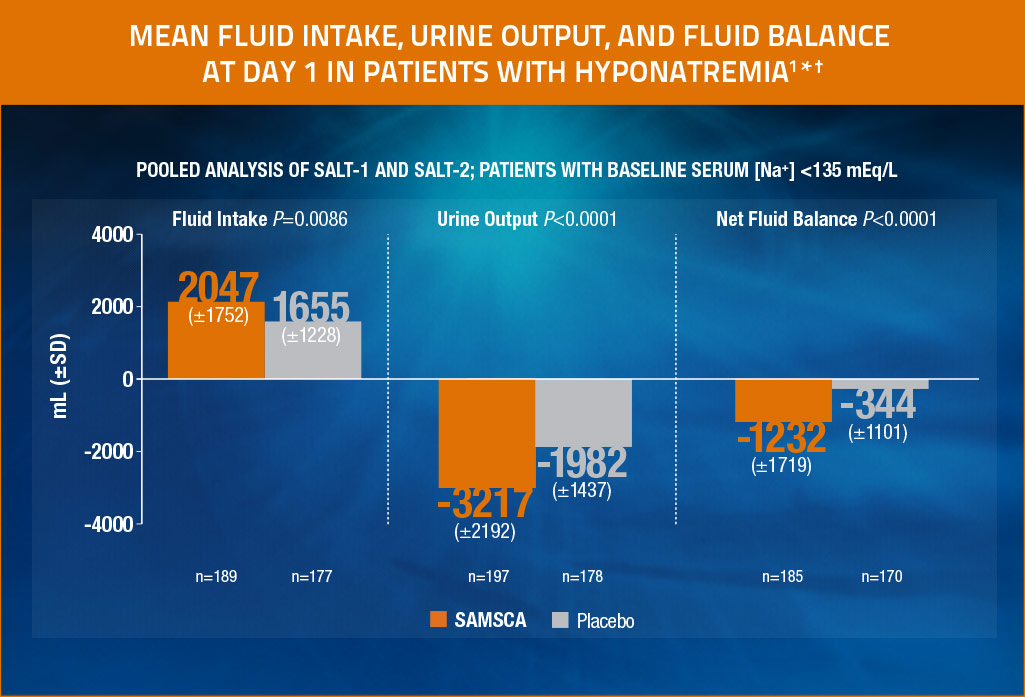 MEAN FLUID INTAKE, URINE OUTPUT, AND FLUID BALANCE
AT DAY 1 IN PATIENTS WITH HYPONATREMIA¹*†
POOLED ANALYSIS OF SALT-1 AND SALT-2; PATIENTS WITH BASELINE SERUM [Na⁺] <135 mEq/L
Fluid Intake P=0.0086
Urine Output P<0.0001
Net Fluid Balance P<0.0001
mL (±SD)
4000
2000
0
-2000
-4000
2047
(±1752)
1655
(±1228)
-3217
(±2192)
-1982
(±1437)
-1232
(±1719)
-344
(±1101)
n=189
n=177
n=197
n=178
n=185
n=170
SAMSCA
Placebo